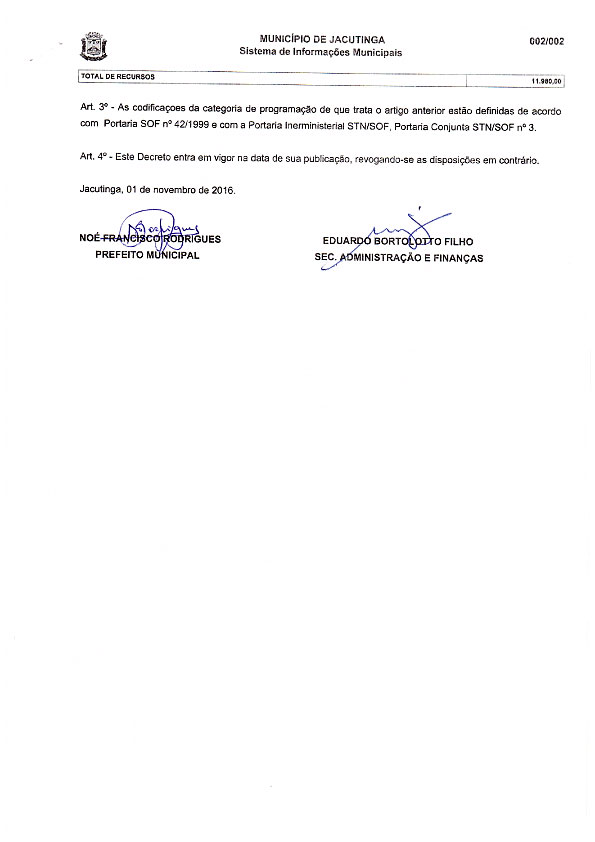 MUNICÍPIO DE JACUTINGA
Sistema de Informações Municipais
002/002
TOTAL DE RECURSOS 11.980,00
Art. 3º - As codificaçoes da categoria de programação de que trata o artigo anterior estão definidas de acordo
com Portaria SOF nº 42/1999 e com a Portaria Inerministerial STN/SOF, Portaria Conjunta STN/SOF nº 3.
Art. 4º - Este Decreto entra em vigor na data de sua publicação, revogando-se as disposições em contrário.
Jacutinga, 01 de novembro de 2016.
NOÉ FRANCISCO RODRIGUES
PREFEITO MUNICIPAL
EDUARDO BORTOLOTTO FILHO
SEC. ADMINISTRAÇÃO E FINANÇAS